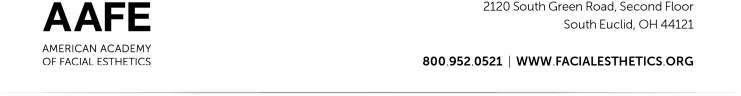 AAFE
AMERICAN ACADEMY
OF FACIAL ESTHETICS
2120 South Green Road, Second Floor
South Euclid, OH 44121
800.952.0521 | WWW.FACIALESTHETICS.ORG